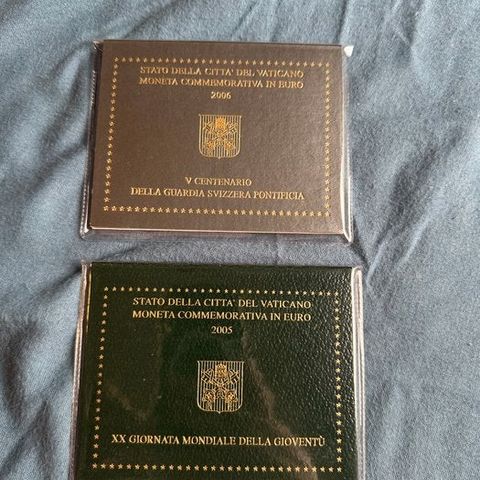 STATO DELLA CITTA' DEL VATICANO
MONETA COMMEMORATIVA IN EURO
2006
V CENTENARIO
DELLA GUARDIA SVIZZERA PONTIFICIA
STATO DELLA CITTA' DEL VATICANO
MONETA COMMEMORATIVA IN EURO
2005
XX GIORNATA MONDIALE DELLA GIOVENTÙ